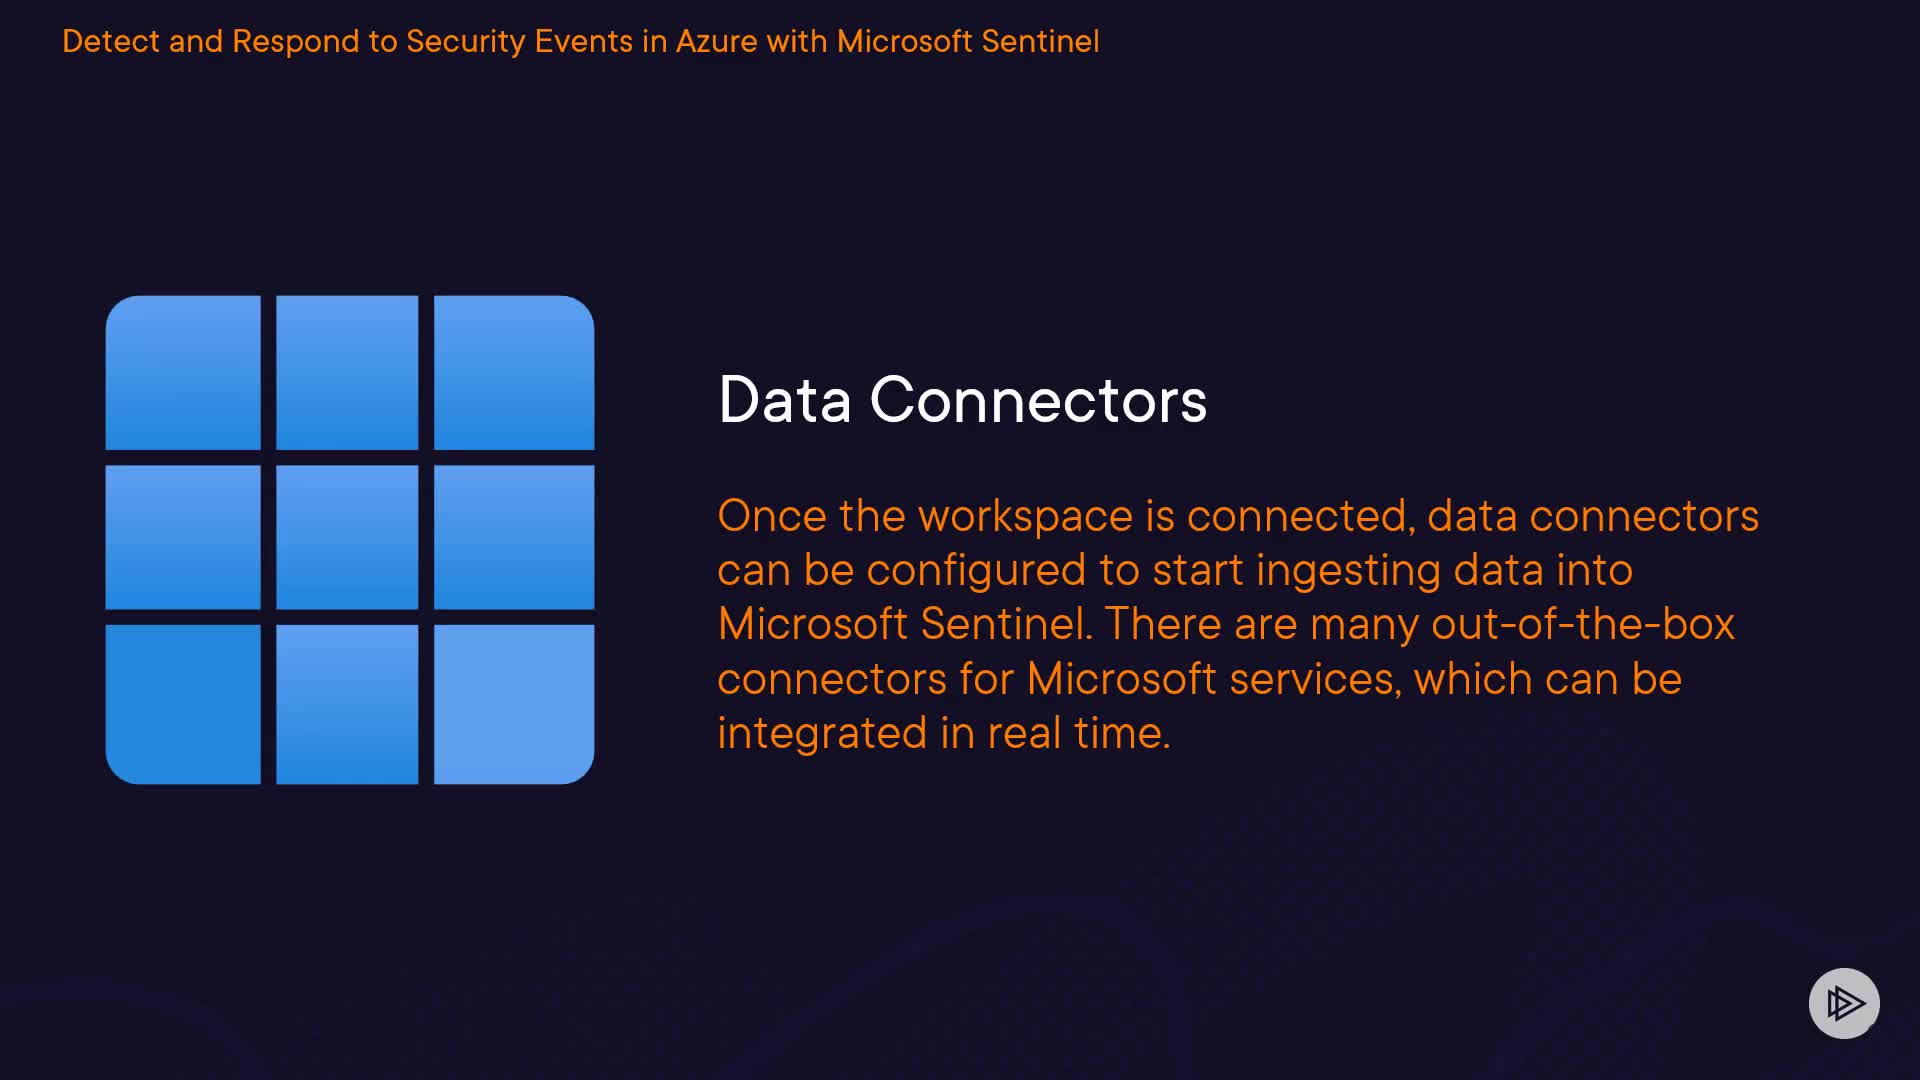 Detect and Respond to Security Events in Azure with Microsoft Sentinel
Data Connectors
Once the workspace is connected, data connectors
can be configured to start ingesting data into
Microsoft Sentinel. There are many out-of-the-box
connectors for Microsoft services, which can be
integrated in real time.